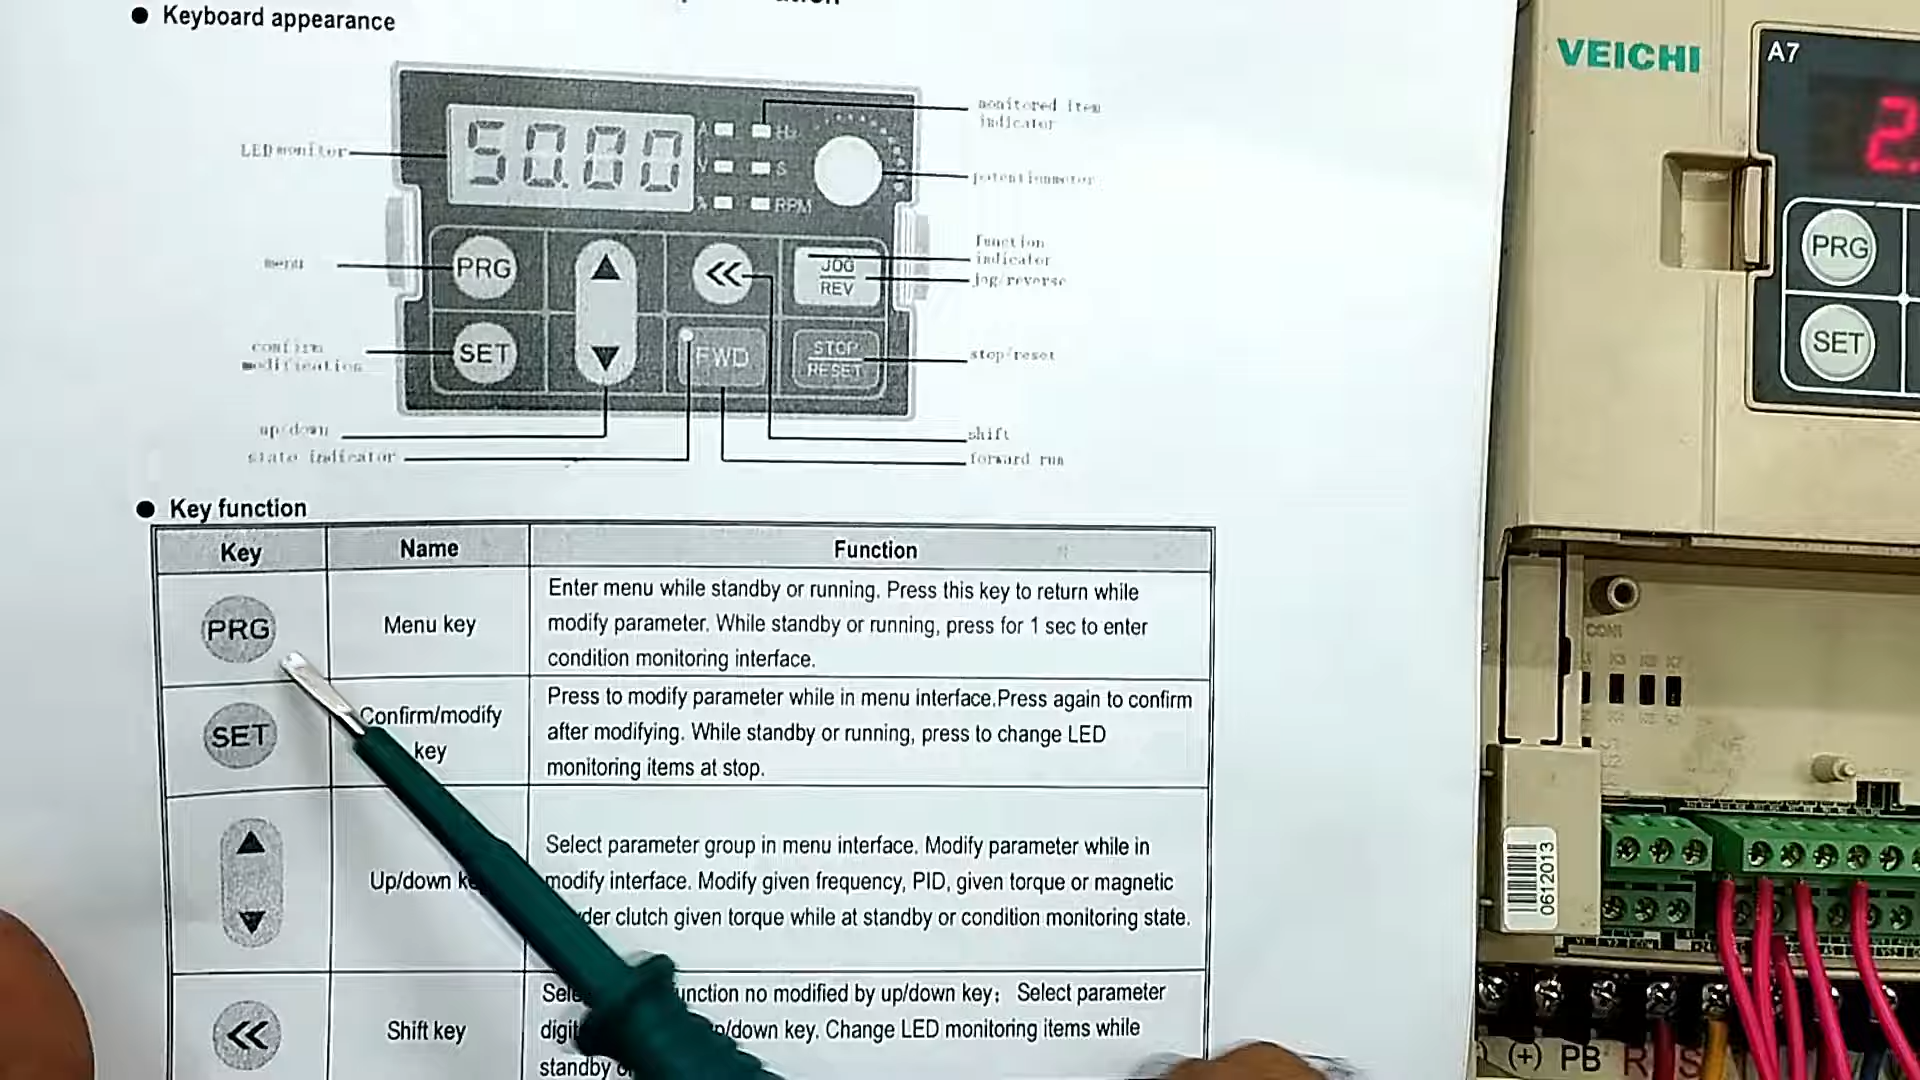 Keyboard appearance
VEICHI
A7
2.
50.00
A
Hz
V
S
%
RPM
LED monitor
monitored item
indicator
potentionmeter
menu
PRG
function
indicator
JOG
REV
jog/reverse
confirm
modification
SET
FWD
STOP
RESET
stop/reset
up/down
shift
state indicator
forward run
PRG
SET
Key function
Key
Name
Function
PRG
Menu key
Enter menu while standby or running. Press this key to return while
modify parameter. While standby or running, press for 1 sec to enter
condition monitoring interface.
SET
Confirm/modify
key
Press to modify parameter while in menu interface.Press again to confirm
after modifying. While standby or running, press to change LED
monitoring items at stop.
Up/down
Select parameter group in menu interface. Modify parameter while in
modify interface. Modify given frequency, PID, given torque or magnetic
clutch given torque while at standby or condition monitoring state.
Shift key
no modified by up/down key; Select parameter
key. Change LED monitoring items while
standby
CON1
0612013
(+) PB R S